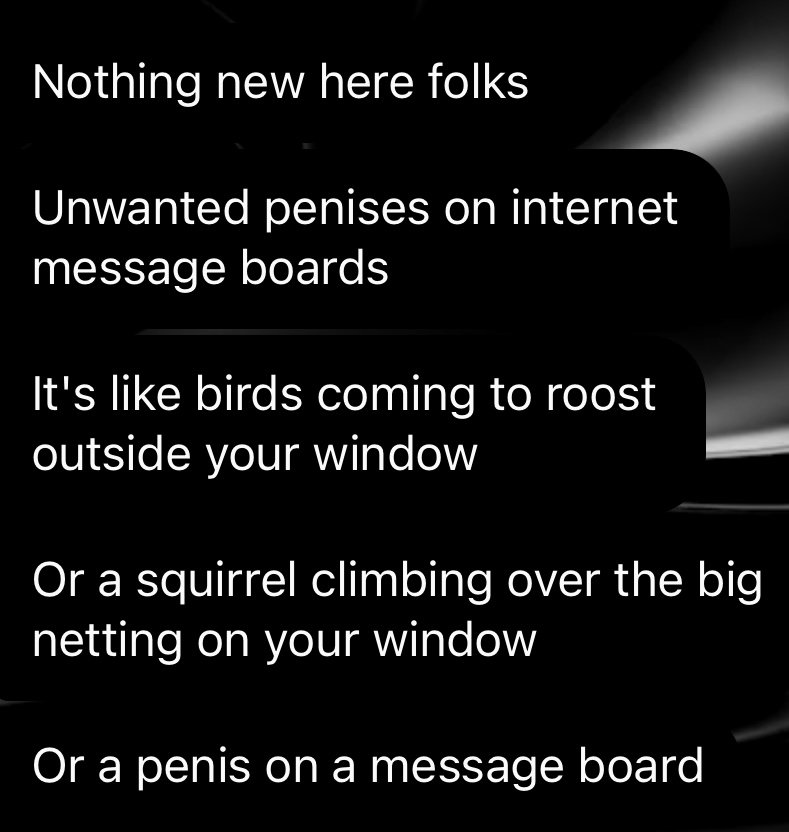 Nothing new here folks
Unwanted penises on internet
message boards
It's like birds coming to roost
outside your window
Or a squirrel climbing over the big
netting on your window
Or a penis on a message board